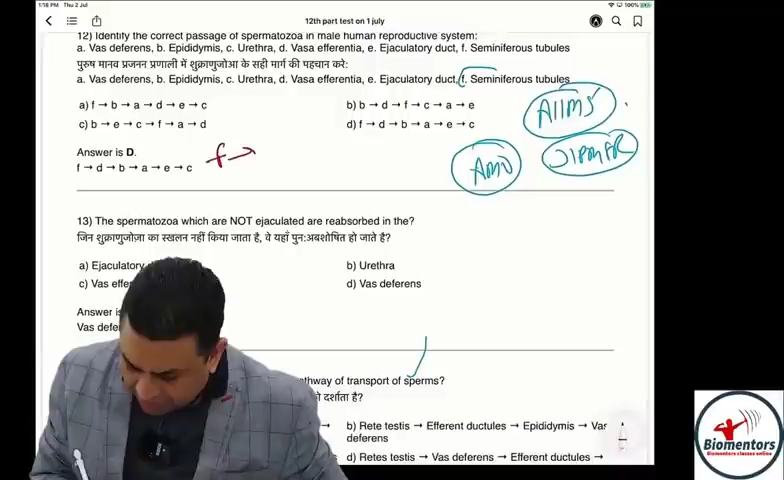 1:18 PM Thu 2 Jul
100%
12th part test on 1 july
12) Identify the correct passage of spermatozoa in male human reproductive system:
a. Vas deferens, b. Epididymis, c. Urethra, d. Vasa efferentia, e. Ejaculatory duct, f. Seminiferous tubules
पुरुष मानव प्रजनन प्रणाली में शुक्राणुजोआ के सही मार्ग की पहचान करे:
a. Vas deferens, b. Epididymis, c. Urethra, d. Vasa efferentia, e. Ejaculatory duct, f. Seminiferous tubules
a) f → b → a → d → e → c
b) b → d → f → c → a → e
c) b → e → c → f → a → d
d) f → d → b → a → e → c
AIIMS
JIPMER
AMU
Answer is D.
f → d → b → a → e → c
f →
13) The spermatozoa which are NOT ejaculated are reabsorbed in the?
जिन शुक्राणुजोज़ा का स्खलन नहीं किया जाता है, वे यहाँ पुन:अबशोषित हो जाते है?
a) Ejaculatory
b) Urethra
c) Vas
d) Vas deferens
Answer is
Vas
of transport of sperms?
दर्शाता है?
b) Rete testis → Efferent ductules → Epididymis → Vas
deferens
d) Retes testis → Vas deferens → Efferent ductules →
Biomentors
Biomentors classes online